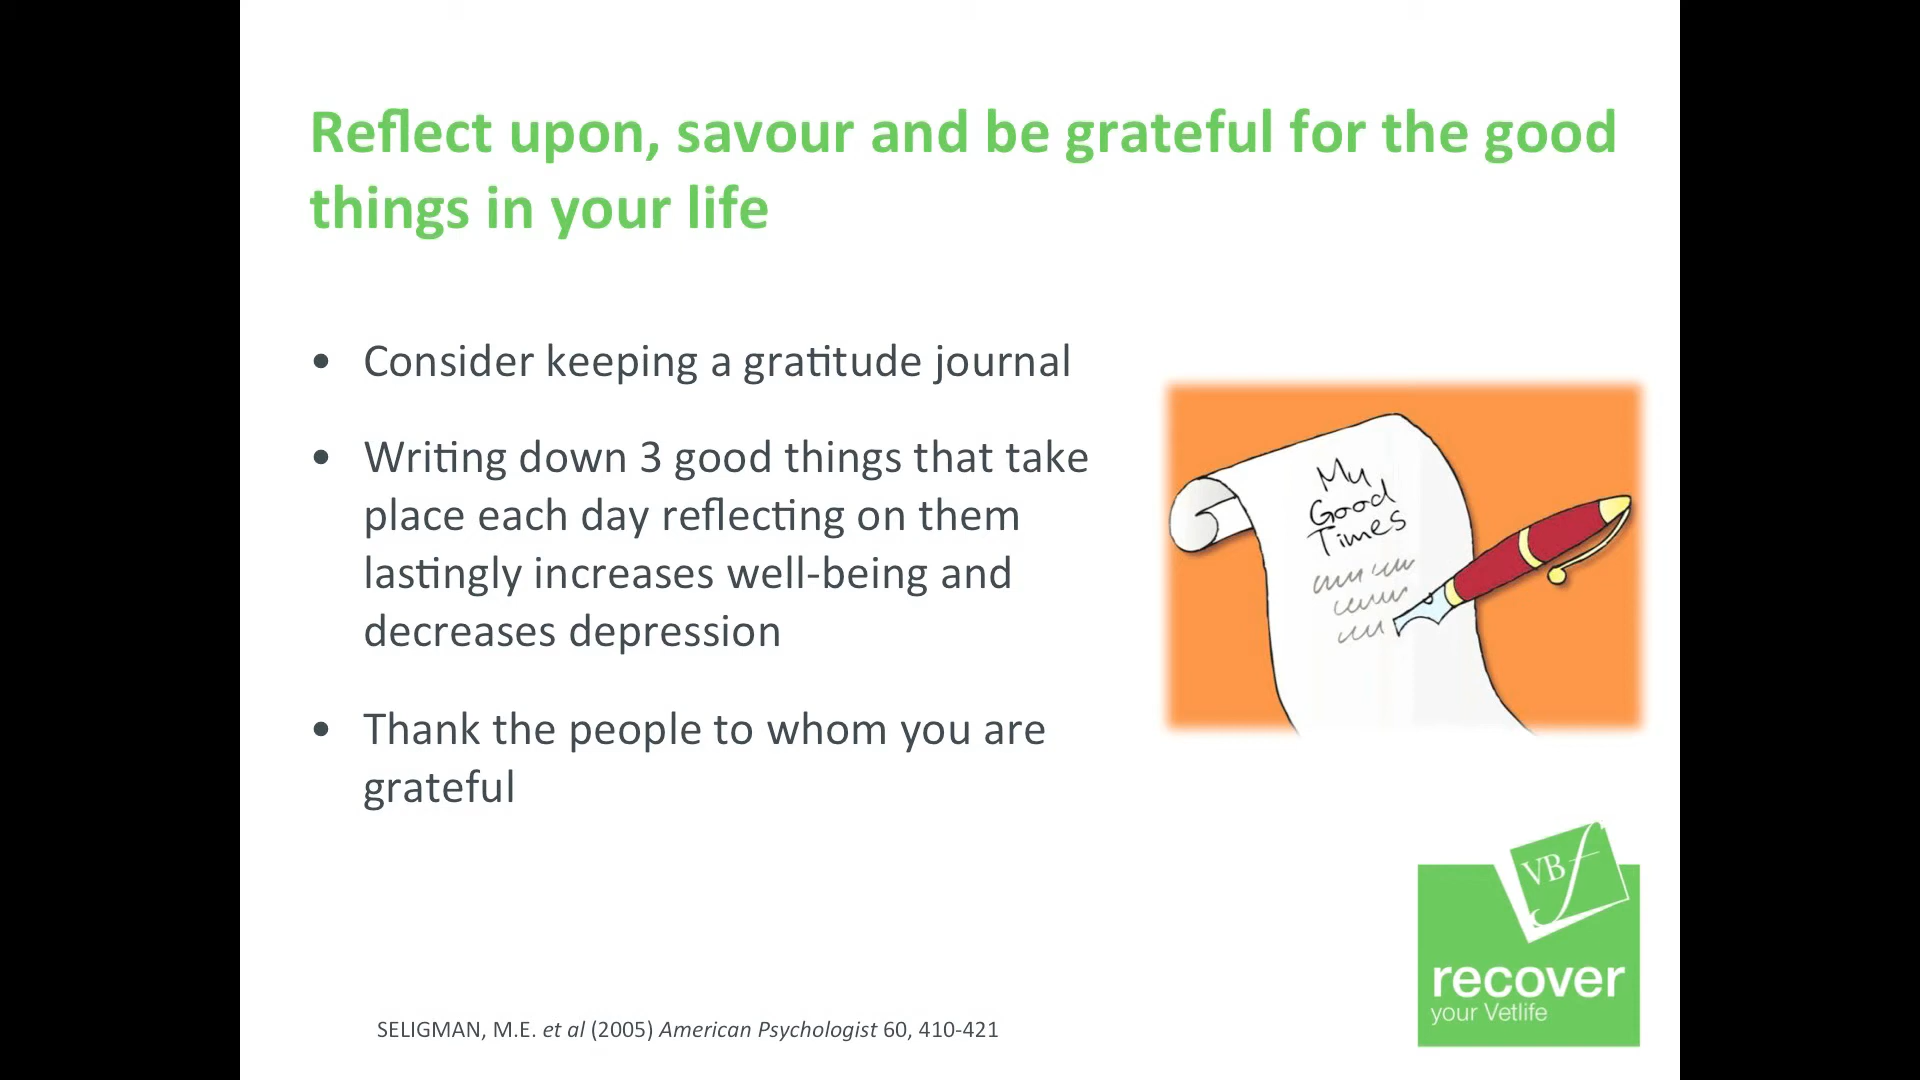 Reflect upon, savour and be grateful for the good
things in your life
• Consider keeping a gratitude journal
• Writing down 3 good things that take
place each day reflecting on them
lastingly increases well-being and
decreases depression
• Thank the people to whom you are
grateful
My
Good
Times
VBf
recover
your Vetlife
SELIGMAN, M.E. et al (2005) American Psychologist 60, 410-421